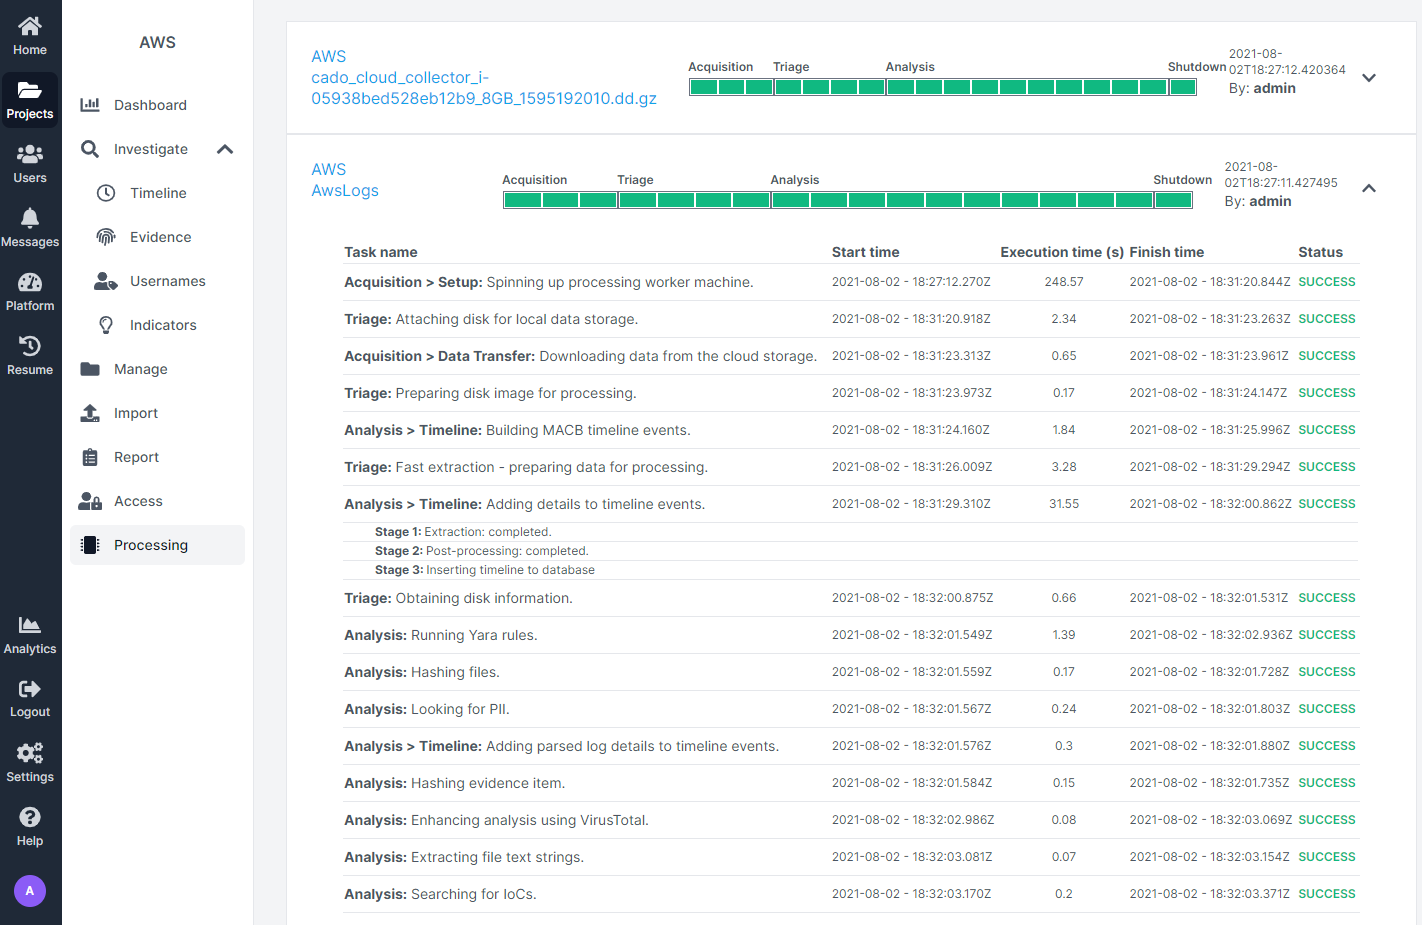 Home
Projects
Users
Messages
Platform
Resume
Analytics
Logout
Settings
Help
A
AWS
Dashboard
Investigate
Timeline
Evidence
Usernames
Indicators
Manage
Import
Report
Access
Processing
AWS
cado_cloud_collector_i-
05938bed528eb12b9_8GB_1595192010.dd.gz
Acquisition Triage Analysis Shutdown
2021-08-
02T18:27:12.420364
By: admin
AWS
AwsLogs
Acquisition Triage Analysis Shutdown
2021-08-
02T18:27:11.427495
By: admin
Task name Start time Execution time (s) Finish time Status
Acquisition > Setup: Spinning up processing worker machine. 2021-08-02 - 18:27:12.270Z 248.57 2021-08-02 - 18:31:20.844Z SUCCESS
Triage: Attaching disk for local data storage. 2021-08-02 - 18:31:20.918Z 2.34 2021-08-02 - 18:31:23.263Z SUCCESS
Acquisition > Data Transfer: Downloading data from the cloud storage. 2021-08-02 - 18:31:23.313Z 0.65 2021-08-02 - 18:31:23.961Z SUCCESS
Triage: Preparing disk image for processing. 2021-08-02 - 18:31:23.973Z 0.17 2021-08-02 - 18:31:24.147Z SUCCESS
Analysis > Timeline: Building MACB timeline events. 2021-08-02 - 18:31:24.160Z 1.84 2021-08-02 - 18:31:25.996Z SUCCESS
Triage: Fast extraction - preparing data for processing. 2021-08-02 - 18:31:26.009Z 3.28 2021-08-02 - 18:31:29.294Z SUCCESS
Analysis > Timeline: Adding details to timeline events. 2021-08-02 - 18:31:29.310Z 31.55 2021-08-02 - 18:32:00.862Z SUCCESS
Stage 1: Extraction: completed.
Stage 2: Post-processing: completed.
Stage 3: Inserting timeline to database
Triage: Obtaining disk information. 2021-08-02 - 18:32:00.875Z 0.66 2021-08-02 - 18:32:01.531Z SUCCESS
Analysis: Running Yara rules. 2021-08-02 - 18:32:01.549Z 1.39 2021-08-02 - 18:32:02.936Z SUCCESS
Analysis: Hashing files. 2021-08-02 - 18:32:01.559Z 0.17 2021-08-02 - 18:32:01.728Z SUCCESS
Analysis: Looking for PII. 2021-08-02 - 18:32:01.567Z 0.24 2021-08-02 - 18:32:01.803Z SUCCESS
Analysis > Timeline: Adding parsed log details to timeline events. 2021-08-02 - 18:32:01.576Z 0.3 2021-08-02 - 18:32:01.880Z SUCCESS
Analysis: Hashing evidence item. 2021-08-02 - 18:32:01.584Z 0.15 2021-08-02 - 18:32:01.735Z SUCCESS
Analysis: Enhancing analysis using VirusTotal. 2021-08-02 - 18:32:02.986Z 0.08 2021-08-02 - 18:32:03.069Z SUCCESS
Analysis: Extracting file text strings. 2021-08-02 - 18:32:03.081Z 0.07 2021-08-02 - 18:32:03.154Z SUCCESS
Analysis: Searching for IoCs. 2021-08-02 - 18:32:03.170Z 0.2 2021-08-02 - 18:32:03.371Z SUCCESS